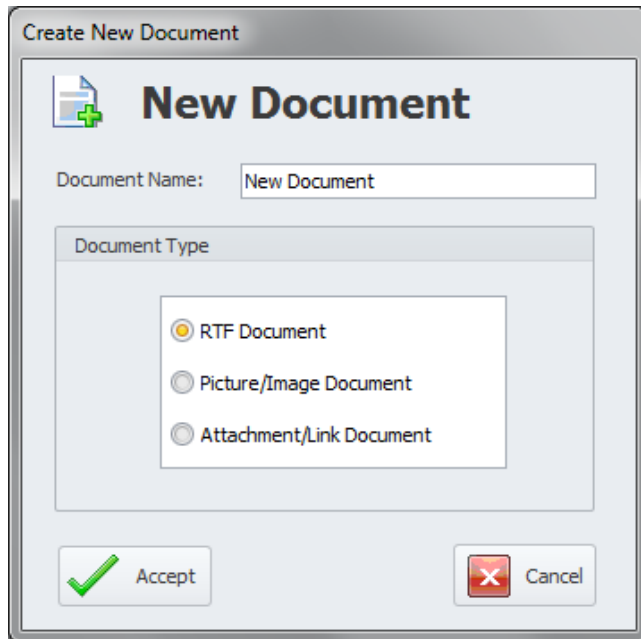 Create New Document
New Document
Document Name: New Document
Document Type
RTF Document
Picture/Image Document
Attachment/Link Document
Accept Cancel